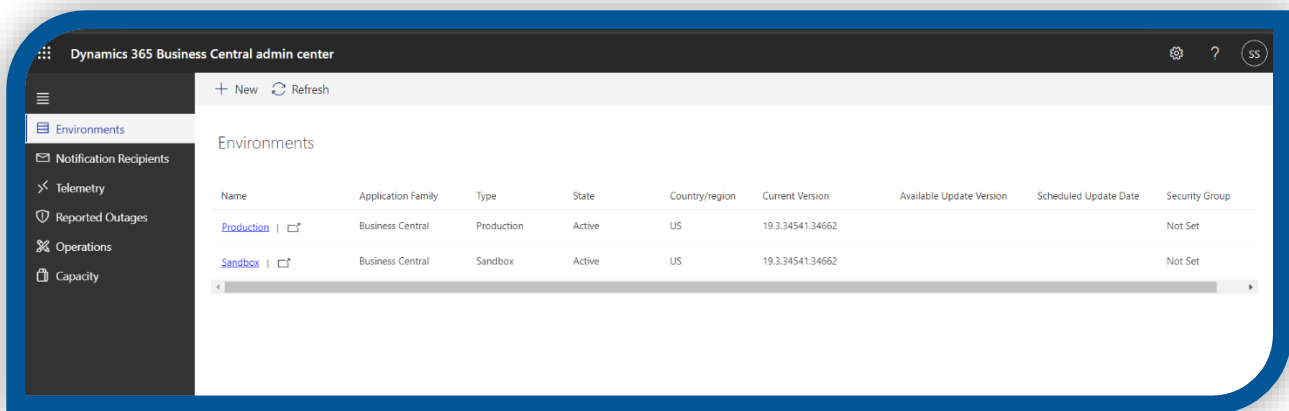 Dynamics 365 Business Central admin center
? SS
+ New Refresh
Environments
Notification Recipients
Telemetry
Reported Outages
Operations
Capacity
Environments
Name Application Family Type State Country/region Current Version Available Update Version Scheduled Update Date Security Group
Production | Business Central Production Active US 19.3.34541.34662 Not Set
Sandbox | Business Central Sandbox Active US 19.3.34541.34662 Not Set